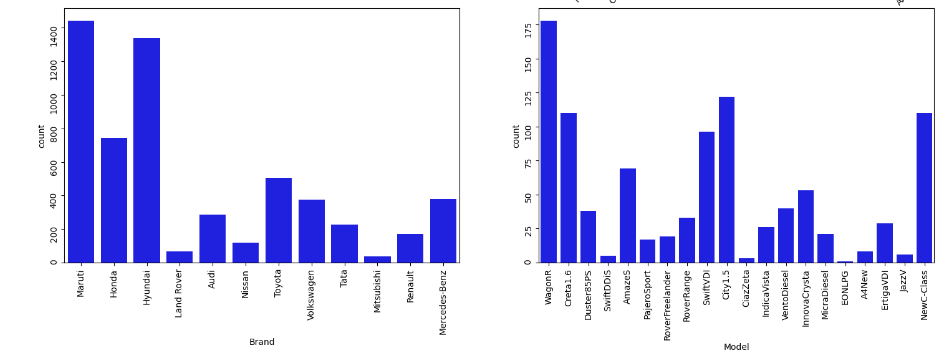 count
0
200
400
600
800
1000
1200
1400
Maruti
Honda
Hyundai
Land Rover
Audi
Nissan
Toyota
Volkswagen
Tata
Mitsubishi
Renault
Mercedes-Benz
Brand
count
0
25
50
75
100
125
150
175
WagonR
Creta1.6
Duster85PS
SwiftDDiS
AmazeS
PajeroSport
RoverFreelander
RoverRange
SwiftVDI
City1.5
CiazZeta
IndicaVista
VentoDiesel
InnovaCrysta
MicraDiesel
EONLPG
A4New
ErtigaVDI
JazzV
NewC-Class
Model